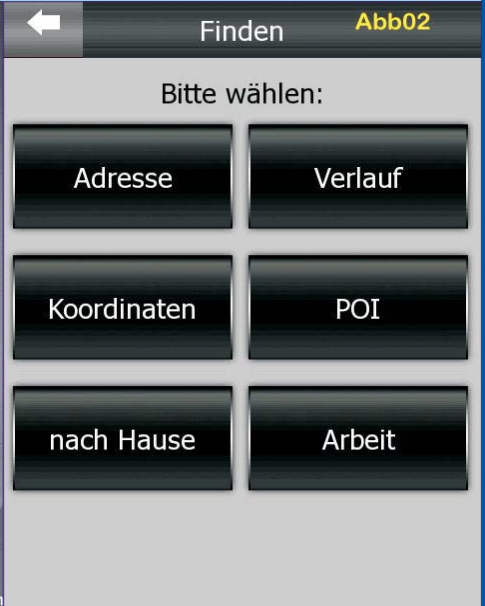 Finden
Abb02
Bitte wählen:
Adresse
Verlauf
Koordinaten
POI
nach Hause
Arbeit